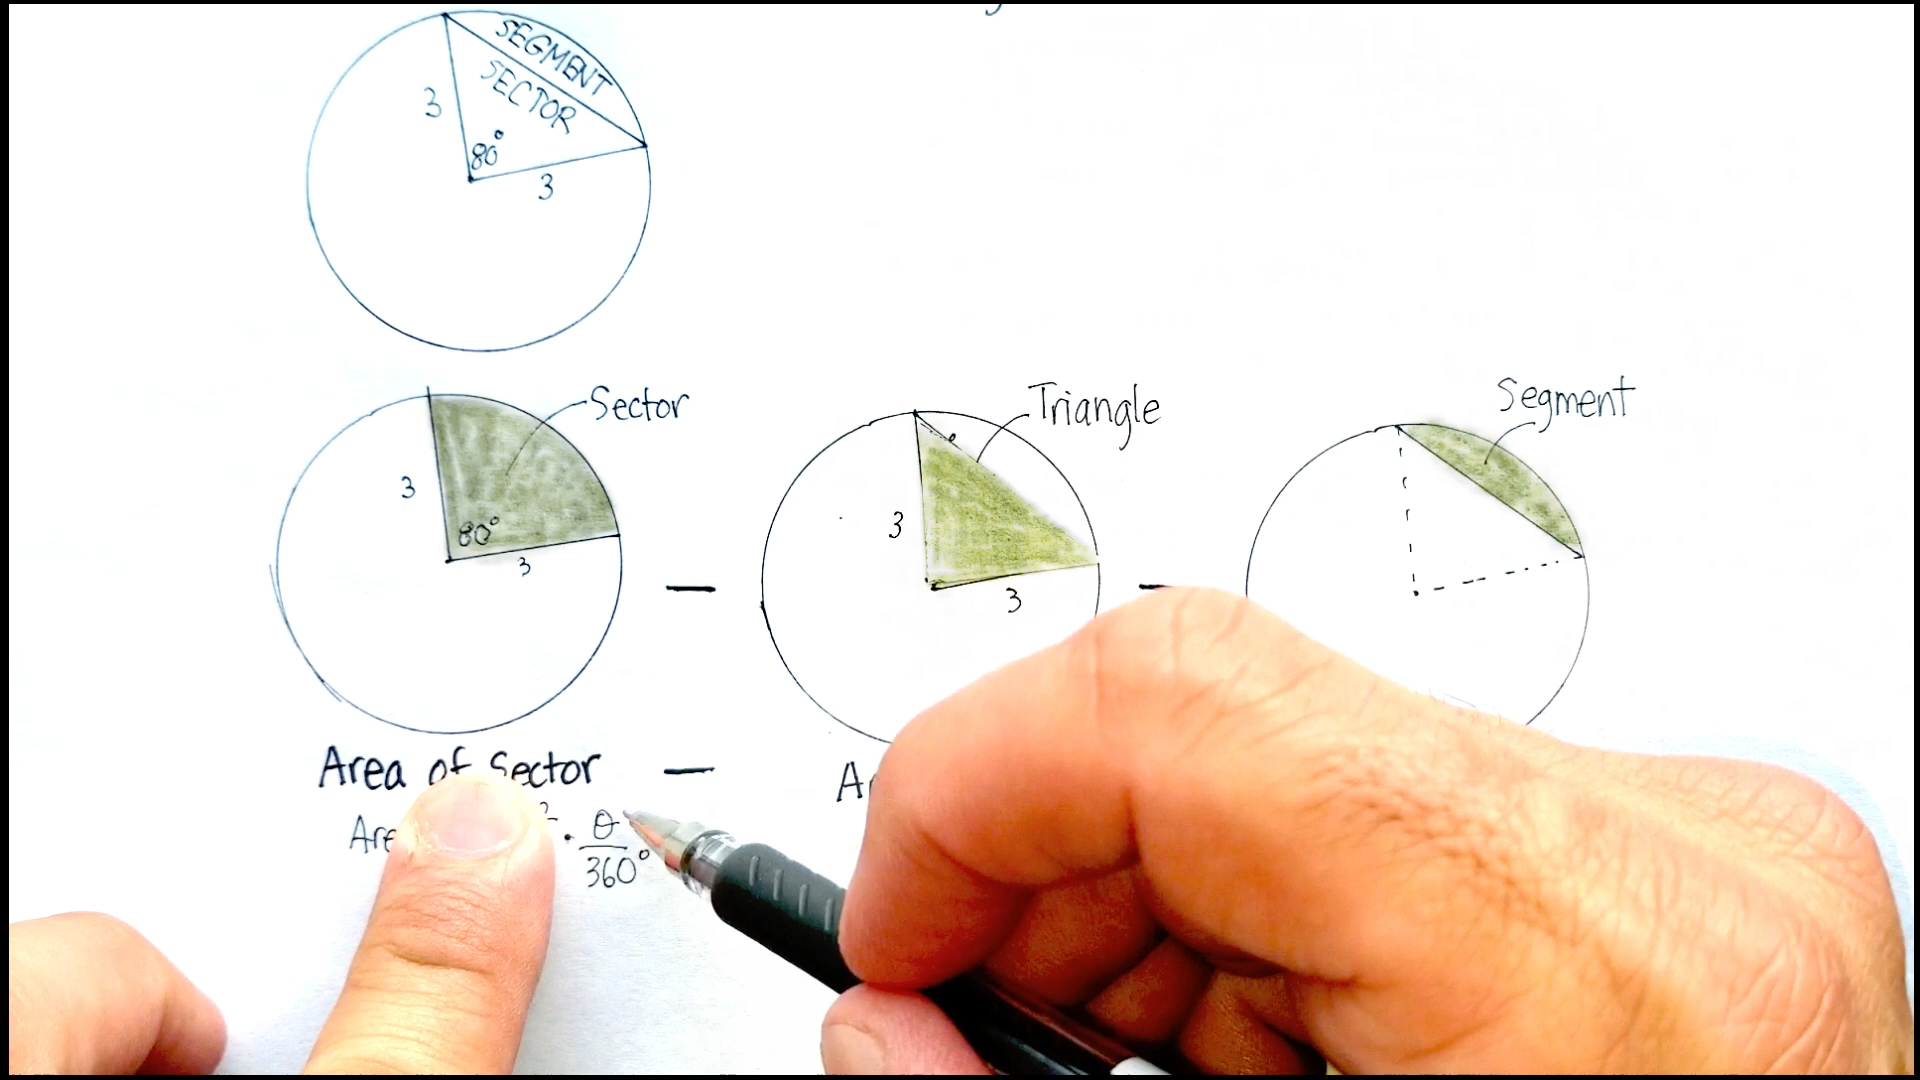 SEGMENT
SECTOR
3
80°
3
Sector
Triangle
Segment
3
80°
3
3
3
Area of Sector —
· θ
360°